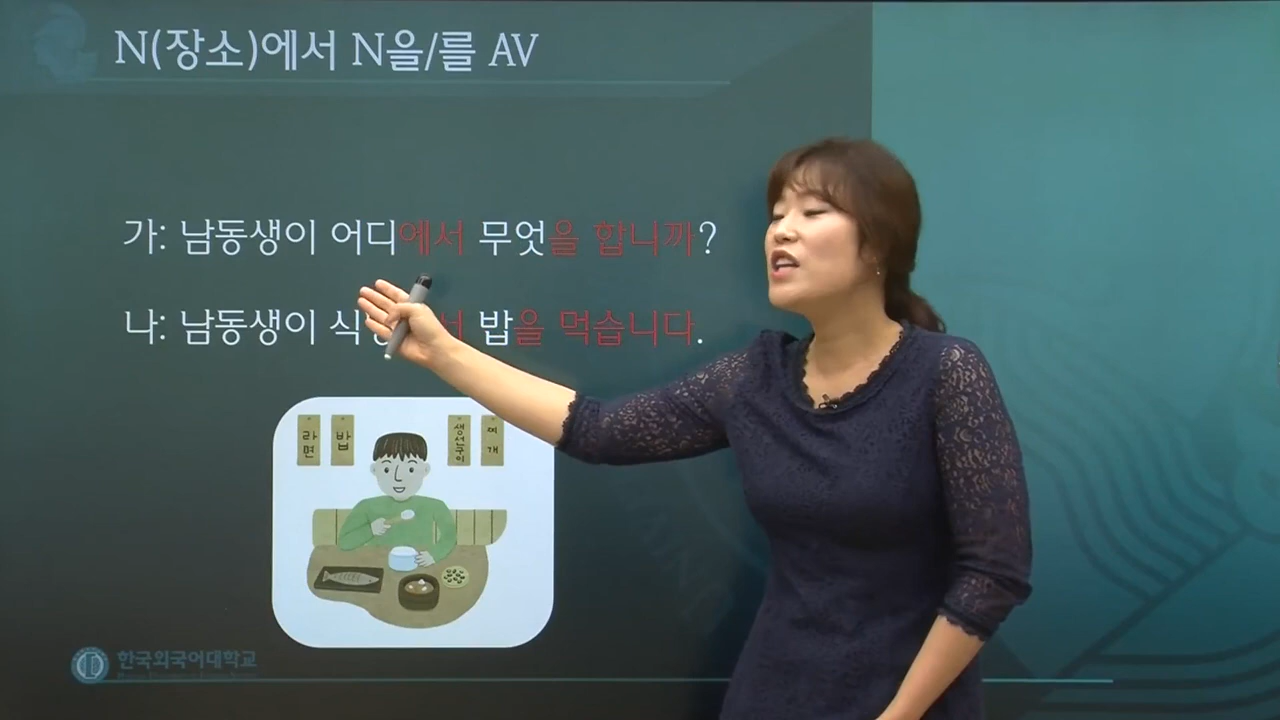 N(장소)에서 N을/를 AV
가: 남동생이 어디에서 무엇을 합니까?
나: 남동생이 밥을 먹습니다.
라면
밥
생선구이
찌개
한국외국어대학교